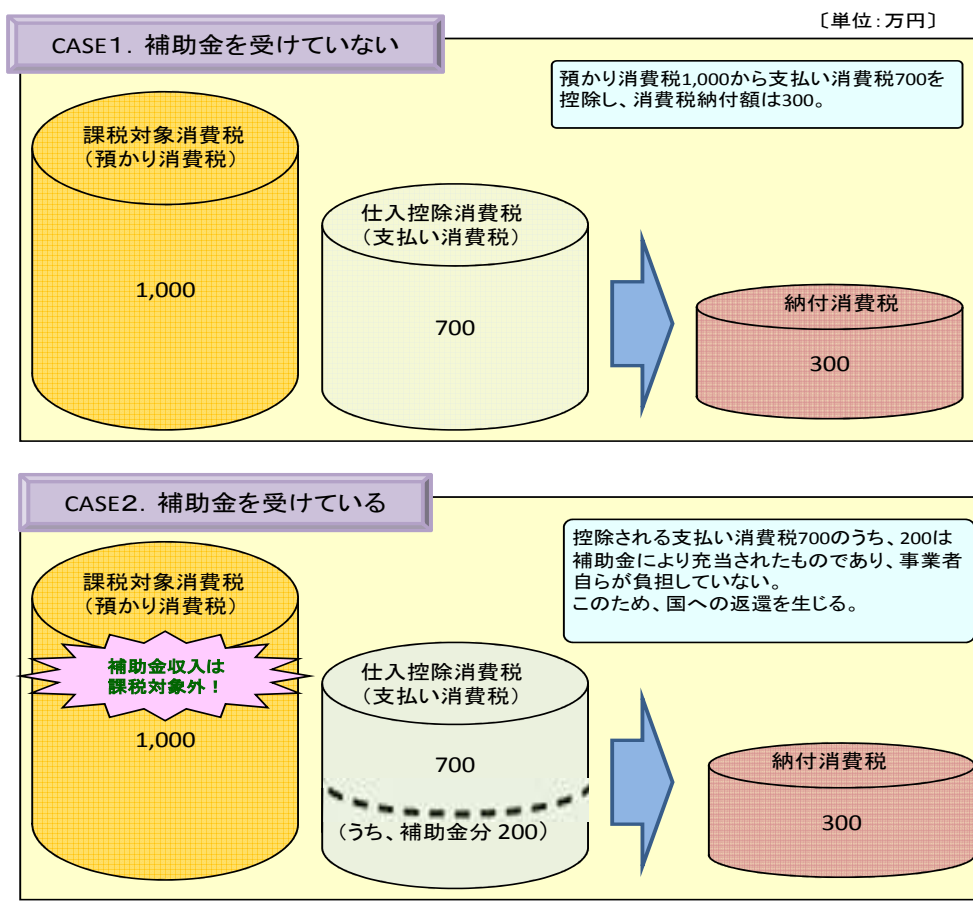 〔単位：万円〕
CASE１．補助金を受けていない
預かり消費税1,000から支払い消費税700を
控除し、消費税納付額は300。
課税対象消費税
（預かり消費税）
1,000
仕入控除消費税
（支払い消費税）
700
納付消費税
300
CASE２．補助金を受けている
控除される支払い消費税700のうち、200は
補助金により充当されたものであり、事業者
自らが負担していない。
このため、国への返還を生じる。
課税対象消費税
（預かり消費税）
補助金収入は
課税対象外！
1,000
仕入控除消費税
（支払い消費税）
700
（うち、補助金分 200）
納付消費税
300